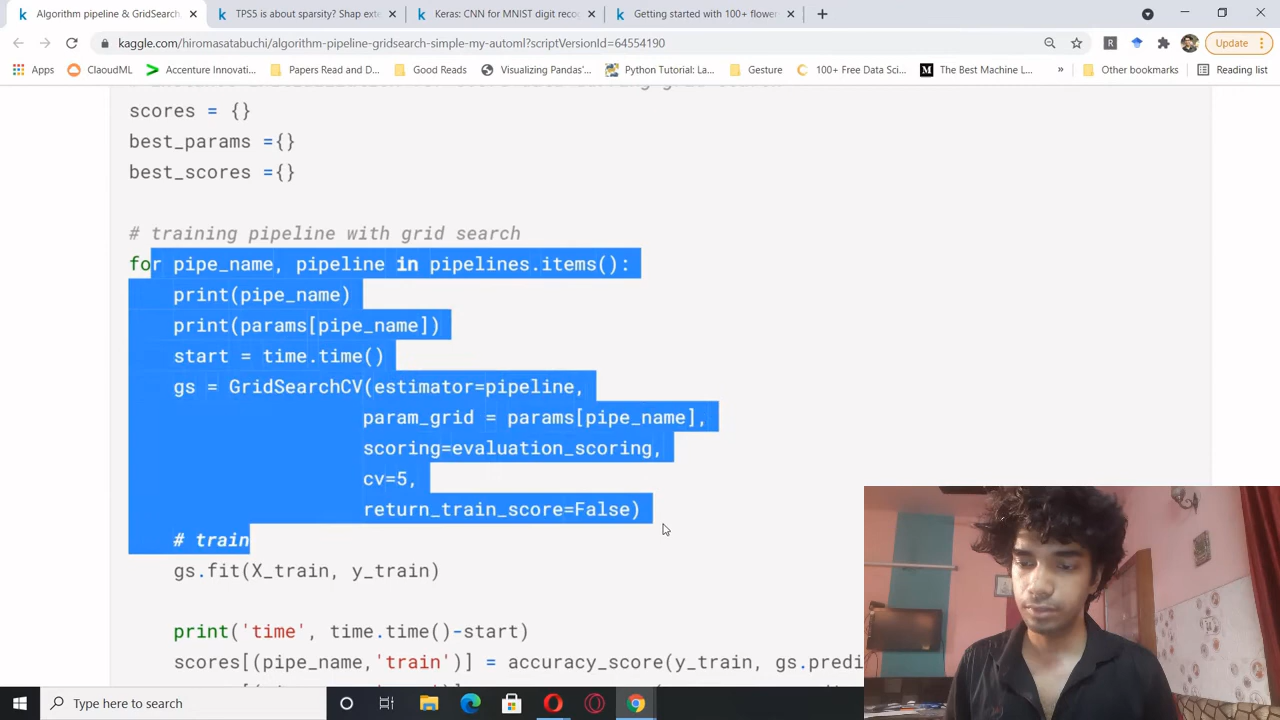 Algorithm pipeline & GridSearch,
TPS5 is about sparsity? Shap exte
Keras: CNN for MNIST digit reco
Getting started with 100+ flower
kaggle.com/hiromasatabuchi/algorithm-pipeline-gridsearch-simple-my-automl?scriptVersionId=64554190
Update
Apps
ClaoudML
Accenture Innovati...
Papers Read and D...
Good Reads
Visualizing Pandas'...
Python Tutorial: La...
Gesture
100+ Free Data Sci...
The Best Machine L...
»
Other bookmarks
Reading list
scores = {}
best_params ={}
best_scores ={}
# training pipeline with grid search
for pipe_name, pipeline in pipelines.items():
print(pipe_name)
print(params[pipe_name])
start = time.time()
gs = GridSearchCV(estimator=pipeline,
param_grid = params[pipe_name],
scoring=evaluation_scoring,
cv=5,
return_train_score=False)
# train
gs.fit(X_train, y_train)
print('time', time.time()-start)
scores[(pipe_name,'train')] = accuracy_score(y_train, gs.predi
Type here to search